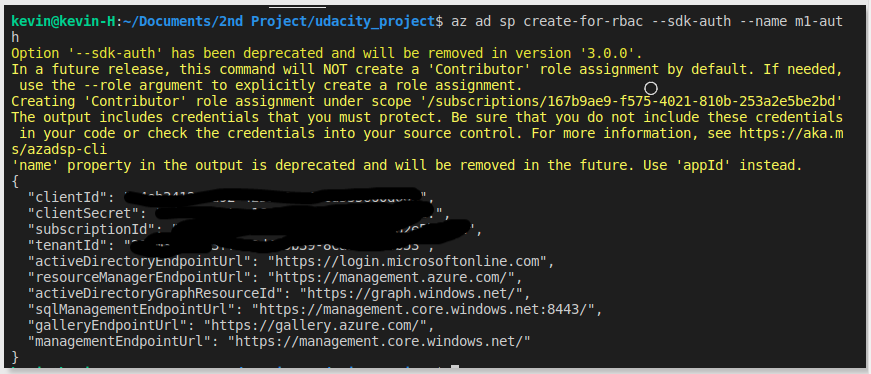 kevin@kevin-H:~/Documents/2nd Project/udacity_project$ az ad sp create-for-rbac --sdk-auth --name m1-aut
h
Option '--sdk-auth' has been deprecated and will be removed in version '3.0.0'.
In a future release, this command will NOT create a 'Contributor' role assignment by default. If needed,
 use the --role argument to explicitly create a role assignment.
Creating 'Contributor' role assignment under scope '/subscriptions/167b9ae9-f575-4021-810b-253a2e5be2bd'
The output includes credentials that you must protect. Be sure that you do not include these credentials
 in your code or check the credentials into your source control. For more information, see https://aka.m
s/azadsp-cli
'name' property in the output is deprecated and will be removed in the future. Use 'appId' instead.
{
  "clientId": ",
  "clientSecret": ",
  "subscriptionId": ",
  "tenantId": ",
  "activeDirectoryEndpointUrl": "https://login.microsoftonline.com",
  "resourceManagerEndpointUrl": "https://management.azure.com/",
  "activeDirectoryGraphResourceId": "https://graph.windows.net/",
  "sqlManagementEndpointUrl": "https://management.core.windows.net:8443/",
  "galleryEndpointUrl": "https://gallery.azure.com/",
  "managementEndpointUrl": "https://management.core.windows.net/"
}